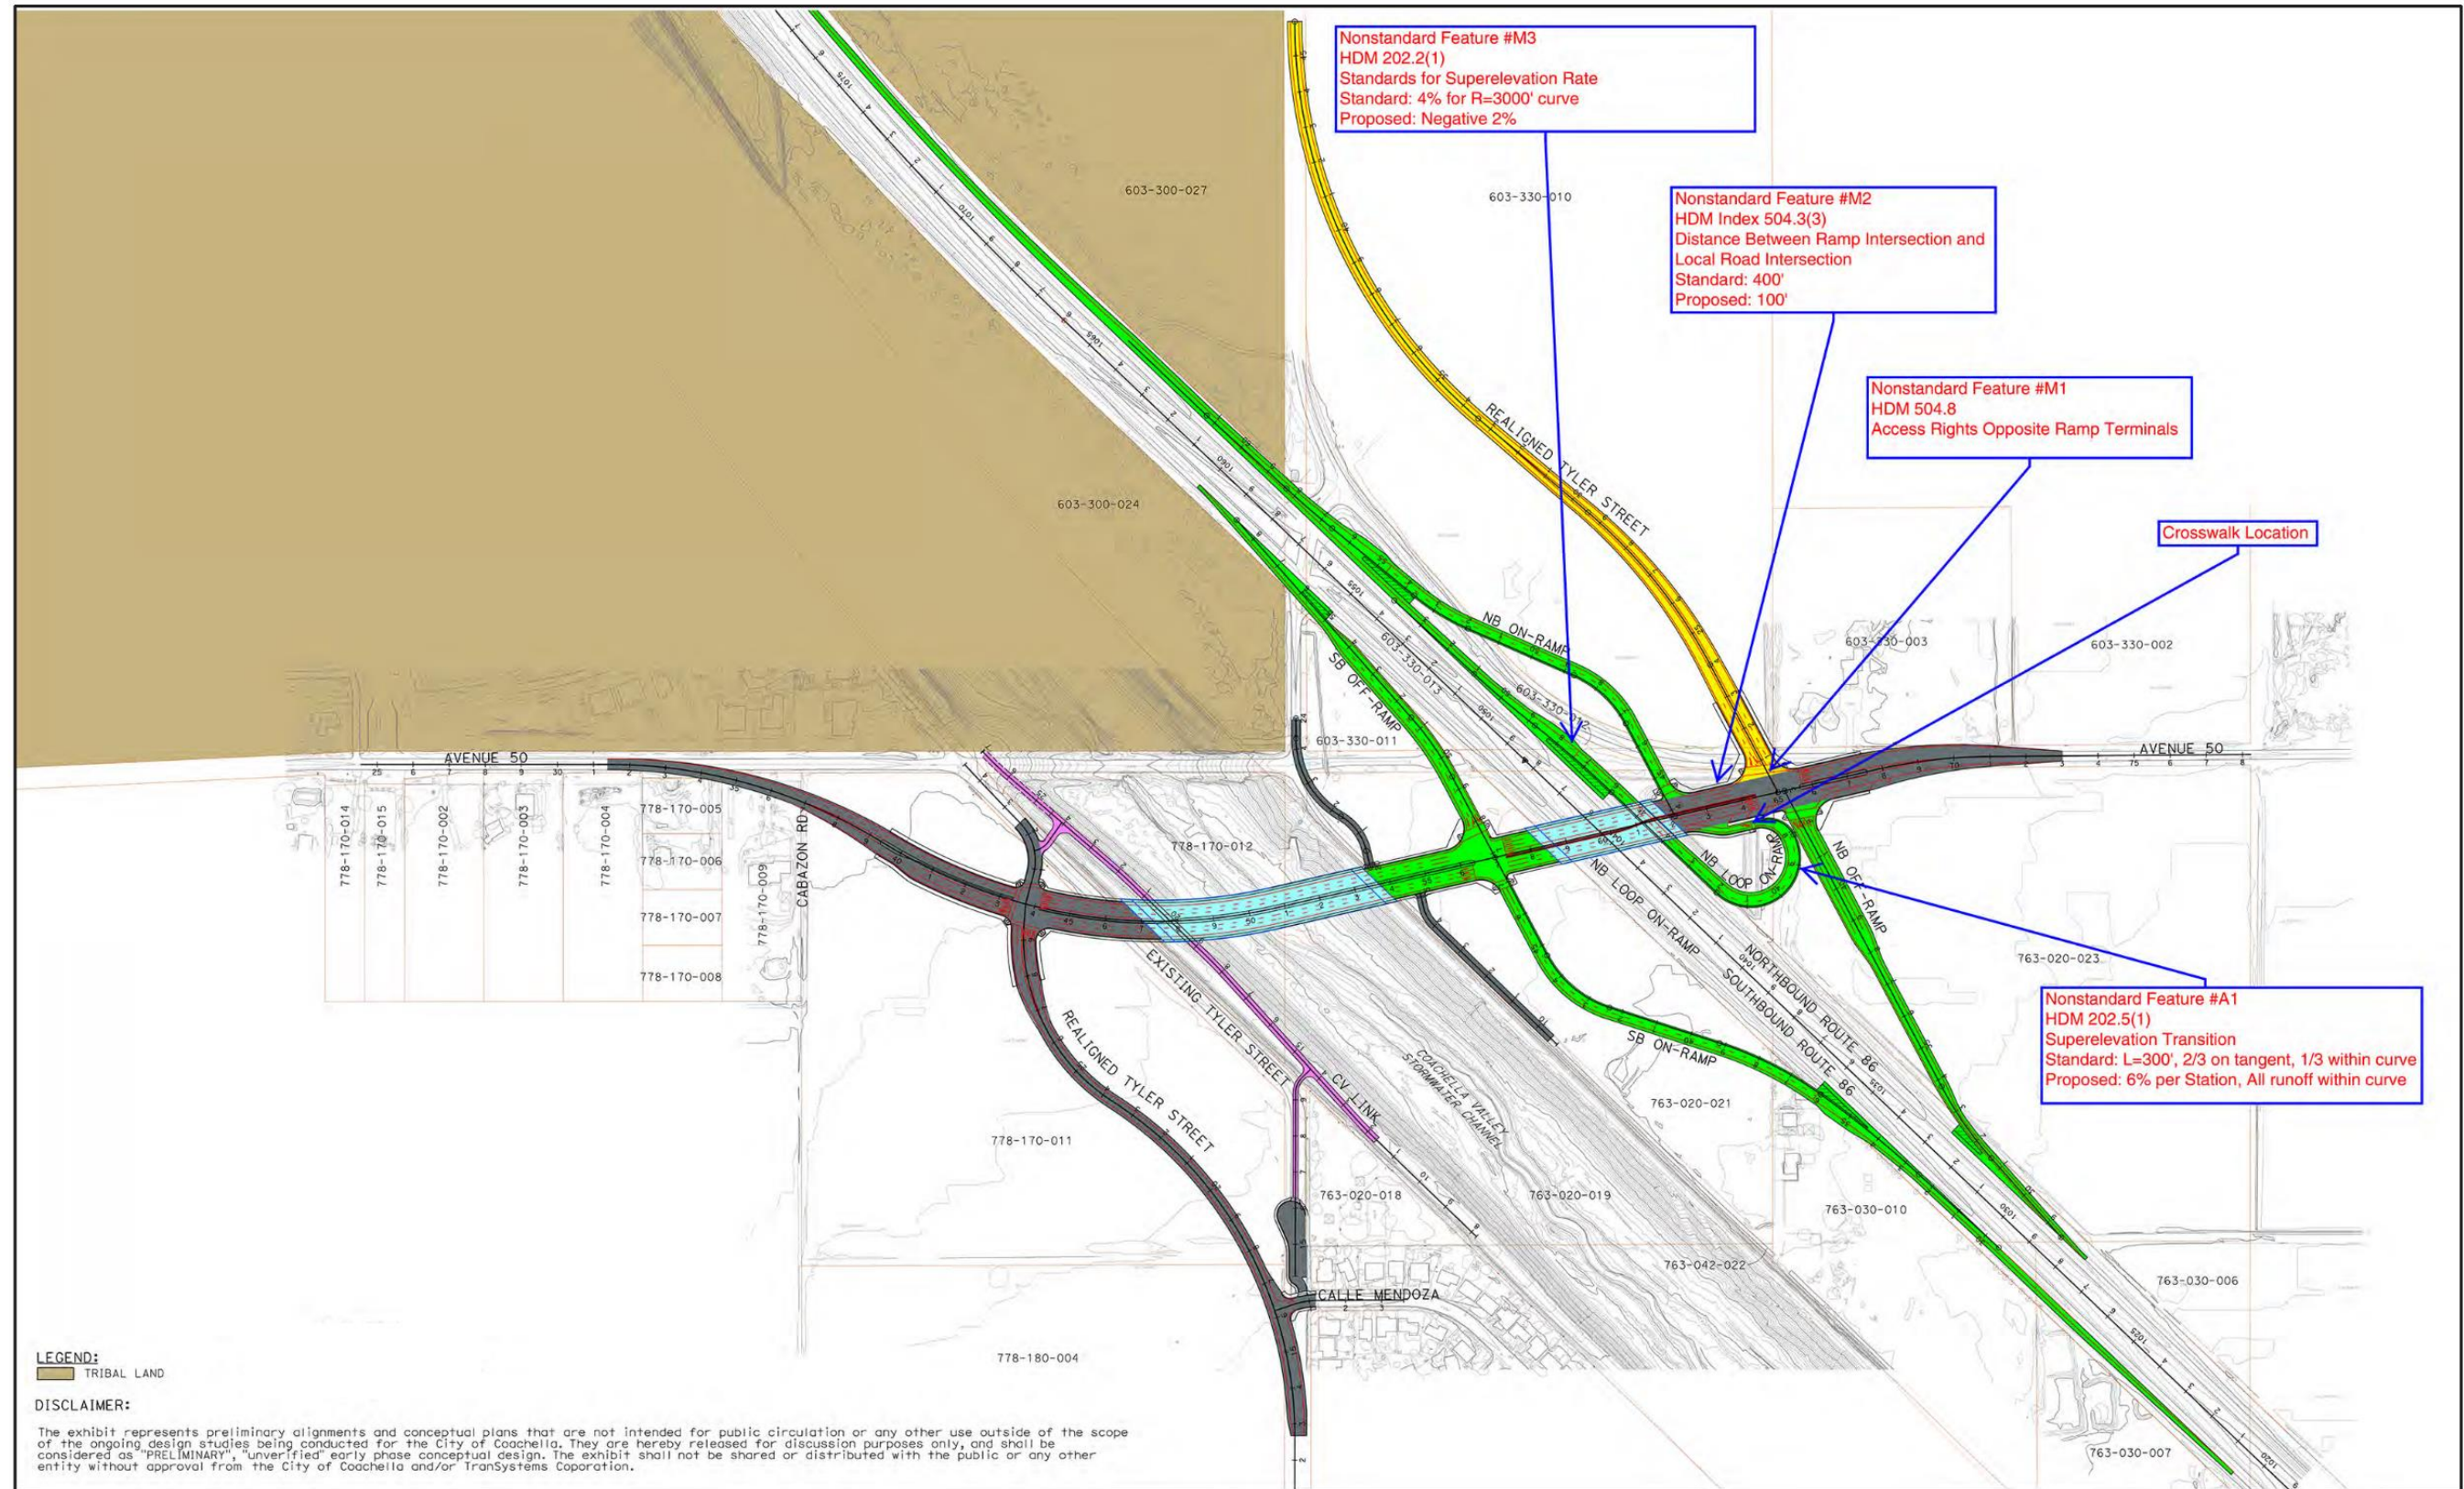 Nonstandard Feature #M3
HDM 202.2(1)
Standards for Superelevation Rate
Standard: 4% for R=3000' curve
Proposed: Negative 2%
603-300-027
603-330-010
Nonstandard Feature #M2
HDM Index 504.3(3)
Distance Between Ramp Intersection and
Local Road Intersection
Standard: 400'
Proposed: 100'
Nonstandard Feature #M1
HDM 504.8
Access Rights Opposite Ramp Terminals
REALIGNED TYLER STREET
603-300-024
Crosswalk Location
NB ON-RAMP
603-330-003
603-330-002
603-330-013
SB OFF-RAMP
603-330-012
603-330-011
AVENUE 50
AVENUE 50
778-170-014
778-170-015
778-170-002
778-170-003
778-170-004
778-170-005
778-170-006
778-170-007
778-170-008
778-170-009
CABAZON RD
778-170-012
NB LOOP ON-RAMP
NB OFF-RAMP
NB LOOP ON-RAMP
NORTHBOUND ROUTE 86
SOUTHBOUND ROUTE 86
763-020-023
EXISTING TYLER STREET
REALIGNED TYLER STREET
CV LINK
COACHELLA VALLEY
STORMWATER CHANNEL
SB ON-RAMP
Nonstandard Feature #A1
HDM 202.5(1)
Superelevation Transition
Standard: L=300', 2/3 on tangent, 1/3 within curve
Proposed: 6% per Station, All runoff within curve
763-020-021
778-170-011
763-020-018
763-020-019
763-030-010
763-042-022
763-030-006
CALLE MENDOZA
778-180-004
763-030-007
LEGEND:
TRIBAL LAND
DISCLAIMER:
The exhibit represents preliminary alignments and conceptual plans that are not intended for public circulation or any other use outside of the scope
of the ongoing design studies being conducted for the City of Coachella. They are hereby released for discussion purposes only, and shall be
considered as "PRELIMINARY", "unverified" early phase conceptual design. The exhibit shall not be shared or distributed with the public or any other
entity without approval from the City of Coachella and/or TranSystems Coporation.